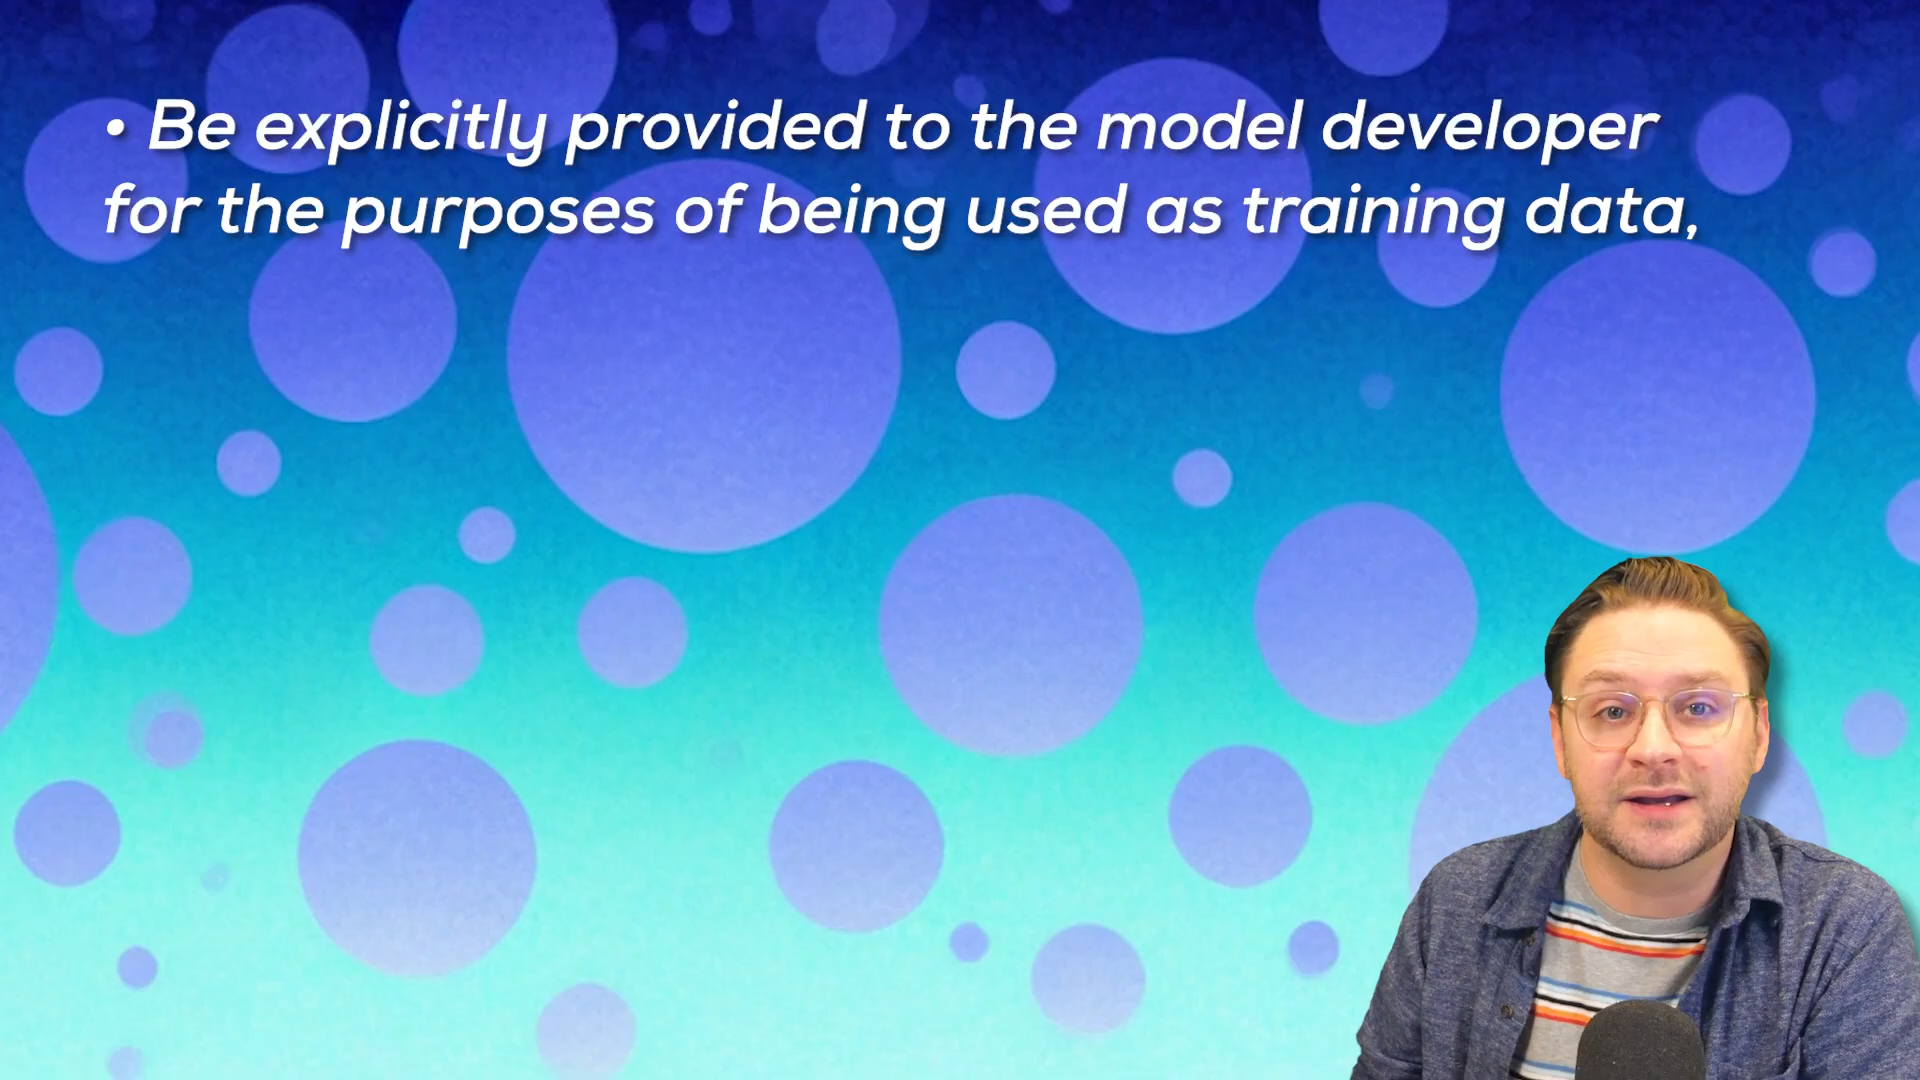 • Be explicitly provided to the model developer
for the purposes of being used as training data,